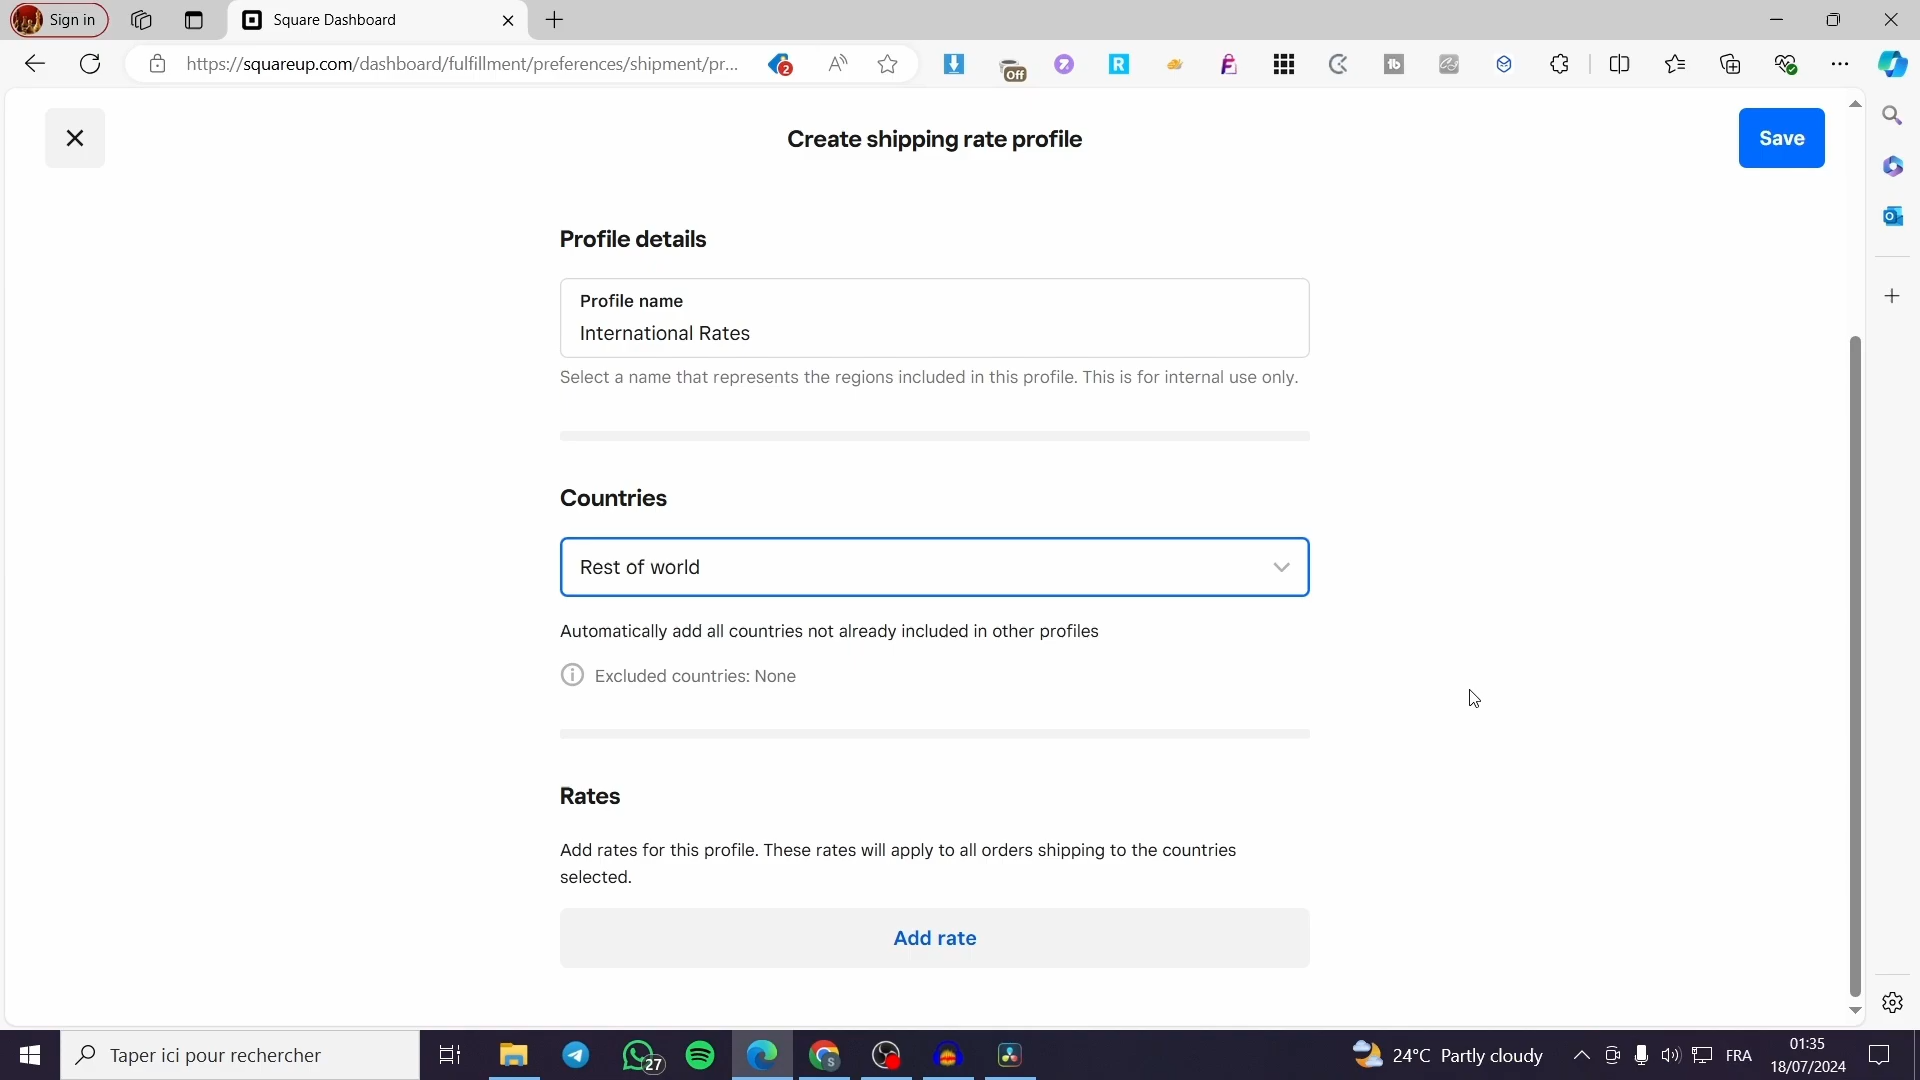 Sign in
Square Dashboard
https://squareup.com/dashboard/fulfillment/preferences/shipment/pr...
2
Off
R
tb
Create shipping rate profile
Save
Profile details
Profile name
International Rates
Select a name that represents the regions included in this profile. This is for internal use only.
Countries
Rest of world
Automatically add all countries not already included in other profiles
Excluded countries: None
Rates
Add rates for this profile. These rates will apply to all orders shipping to the countries
selected.
Add rate
Taper ici pour rechercher
27
S
24°C Partly cloudy
FRA
01:35
18/07/2024